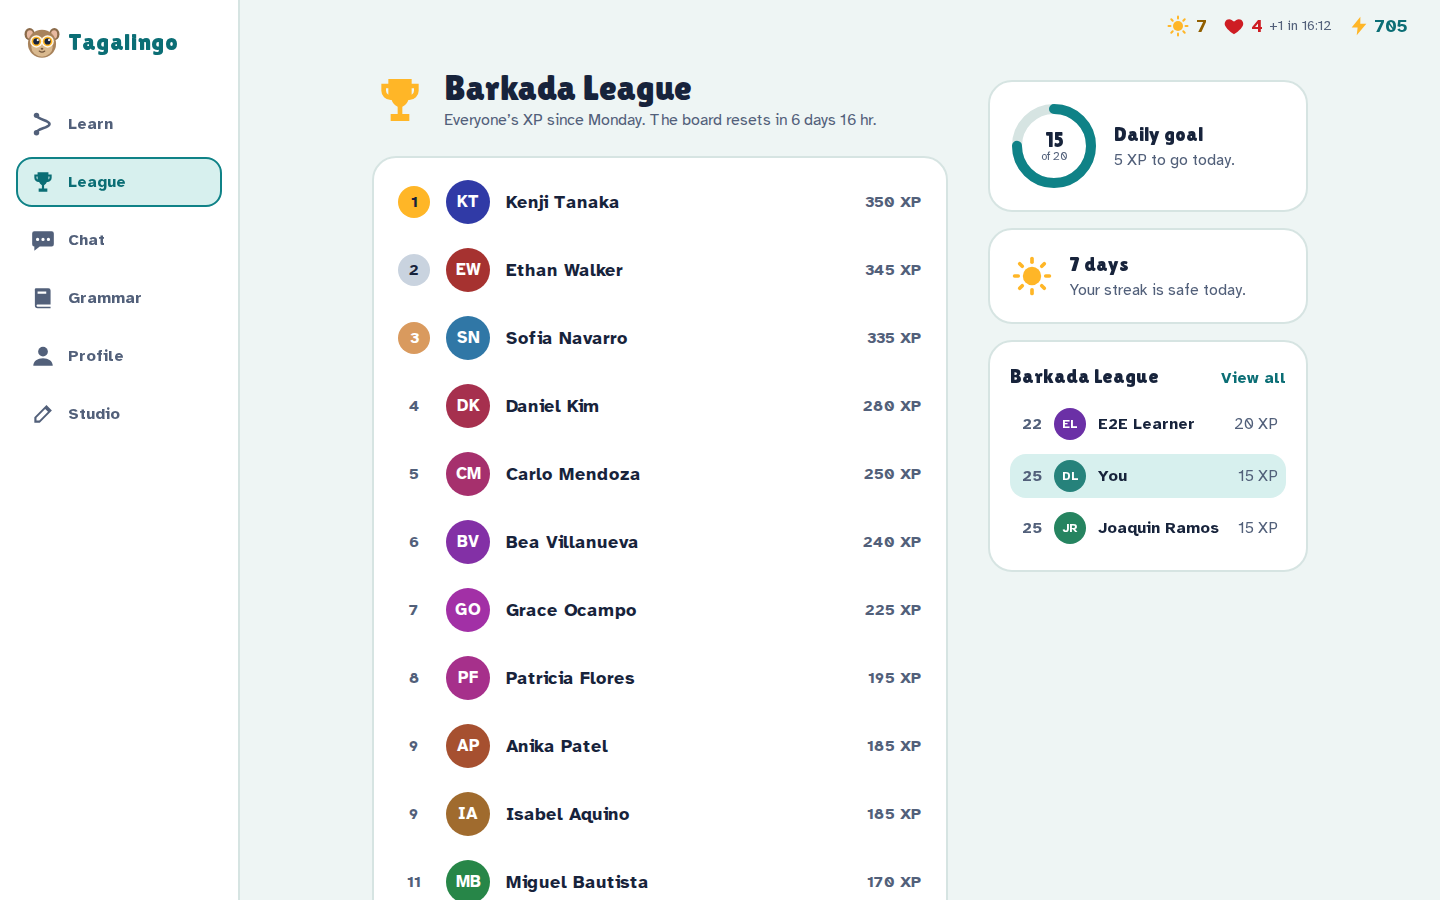 Tagalingo
7
4 +1 in 16:12
705
Learn
League
Chat
Grammar
Profile
Studio
Barkada League
Everyone's XP since Monday. The board resets in 6 days 16 hr.
1 KT Kenji Tanaka 350 XP
2 EW Ethan Walker 345 XP
3 SN Sofia Navarro 335 XP
4 DK Daniel Kim 280 XP
5 CM Carlo Mendoza 250 XP
6 BV Bea Villanueva 240 XP
7 GO Grace Ocampo 225 XP
8 PF Patricia Flores 195 XP
9 AP Anika Patel 185 XP
9 IA Isabel Aquino 185 XP
11 MB Miguel Bautista 170 XP
15
of 20
Daily goal
5 XP to go today.
7 days
Your streak is safe today.
Barkada League View all
22 EL E2E Learner 20 XP
25 DL You 15 XP
25 JR Joaquin Ramos 15 XP